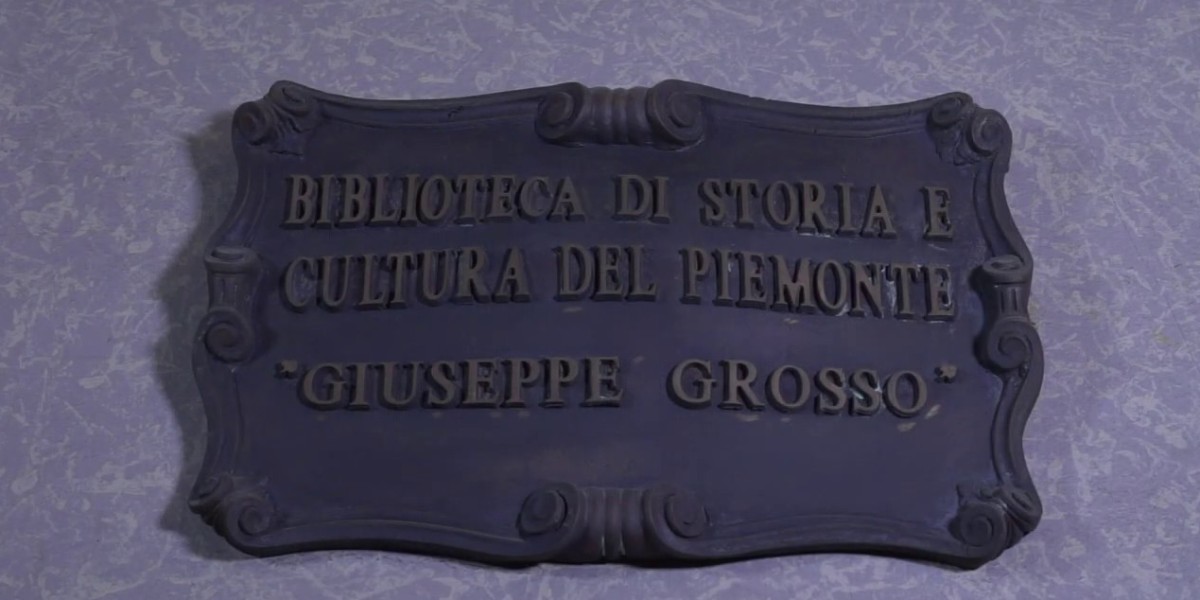 BIBLIOTECA DI STORIA E
CULTURA DEL PIEMONTE
"GIUSEPPE GROSSO"